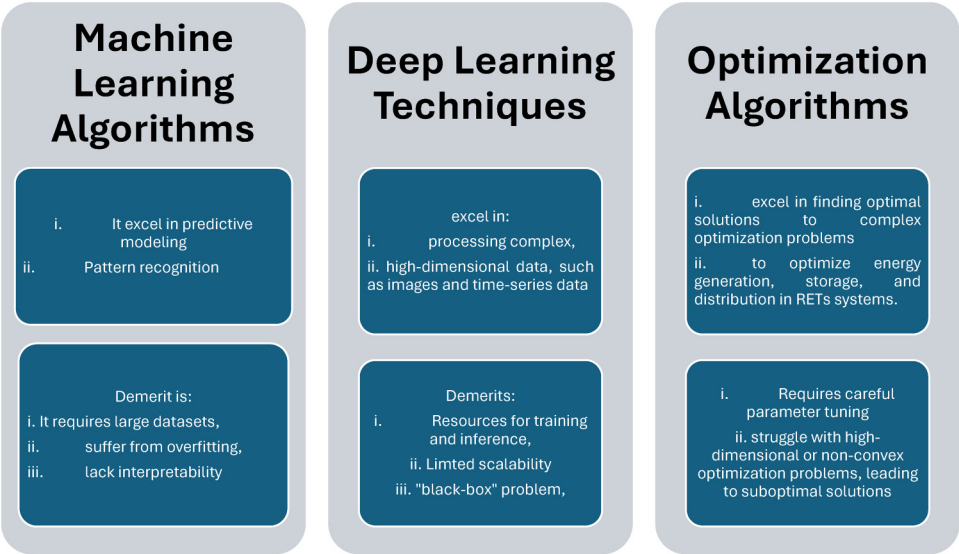 Machine
Learning
Algorithms
i. It excel in predictive
modeling
ii. Pattern recognition
Demerit is:
i. It requires large datasets,
ii. suffer from overfitting,
iii. lack interpretability
Deep Learning
Techniques
excel in:
i. processing complex,
ii. high-dimensional data, such
as images and time-series data
Demerits:
i. Resources for training
and inference,
ii. Limted scalability
iii. "black-box" problem,
Optimization
Algorithms
i. excel in finding optimal
solutions to complex
optimization problems
ii. to optimize energy
generation, storage, and
distribution in RETs systems.
i. Requires careful
parameter tuning
ii. struggle with high-
dimensional or non-convex
optimization problems, leading
to suboptimal solutions